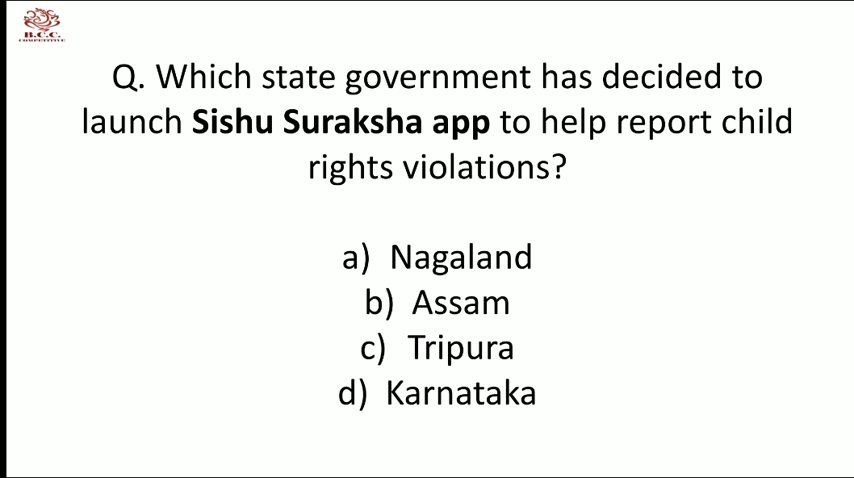 B.C.C.
COMPETITIVE
Q. Which state government has decided to
launch Sishu Suraksha app to help report child
rights violations?
a) Nagaland
b) Assam
c) Tripura
d) Karnataka